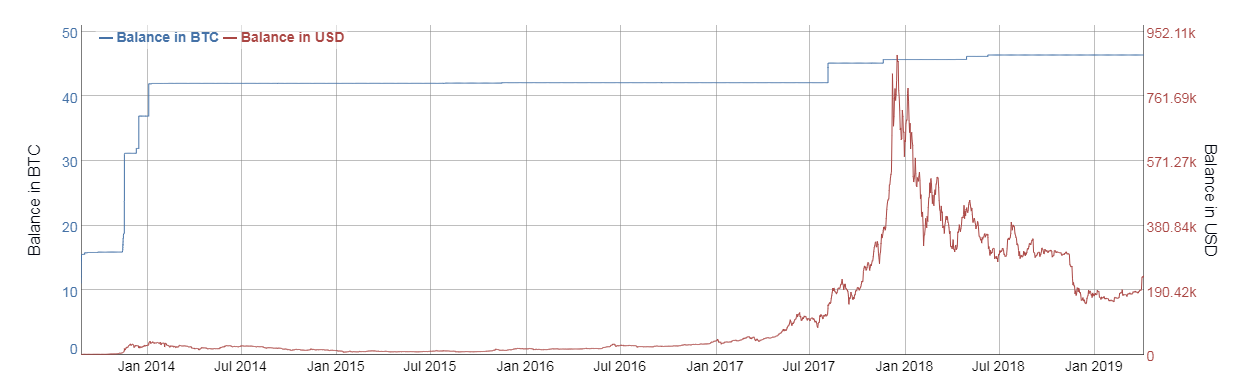 Balance in BTC Balance in USD
50
40
30
20
10
0
Balance in BTC
952.11k
761.69k
571.27k
380.84k
190.42k
0
Balance in USD
Jan 2014 Jul 2014 Jan 2015 Jul 2015 Jan 2016 Jul 2016 Jan 2017 Jul 2017 Jan 2018 Jul 2018 Jan 2019